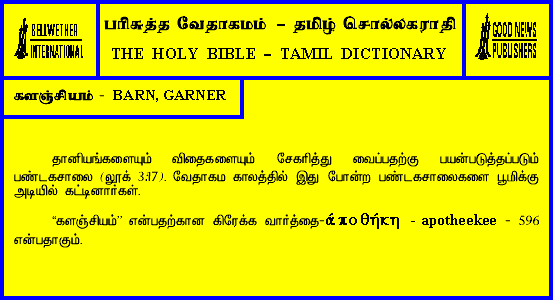 BELLWETHER
INTERNATIONAL
பரிசுத்த வேதாகமம் – தமிழ் சொல்லகராதி
THE HOLY BIBLE – TAMIL DICTIONARY
GOOD NEWS
PUBLISHERS
களஞ்சியம் - BARN, GARNER
தானியங்களையும் விதைகளையும் சேகரித்து வைப்பதற்கு பயன்படுத்தப்படும்
பண்டகசாலை (லூக் 3:17). வேதாகம காலத்தில் இது போன்ற பண்டகசாலைகளை பூமிக்கு
அடியில் கட்டினார்கள்.
“களஞ்சியம்” என்பதற்கான கிரேக்க வார்த்தை-άποθήκη - apotheekee - 596
என்பதாகும்.